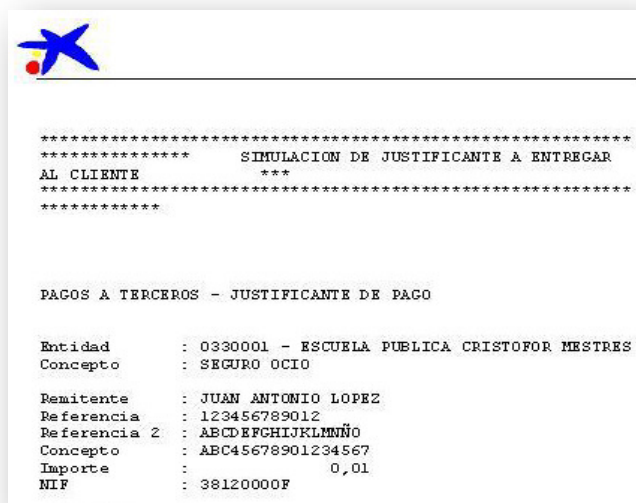 ***********************************************************
***************     SIMULACION DE JUSTIFICANTE A ENTREGAR
AL CLIENTE            ***
***********************************************************
************
PAGOS A TERCEROS - JUSTIFICANTE DE PAGO
Entidad       : 0330001 - ESCUELA PUBLICA CRISTOFOR MESTRES
Concepto      : SEGURO OCIO
Remitente     : JUAN ANTONIO LOPEZ
Referencia    : 123456789012
Referencia 2  : ABCDEFGHIJKLMNÑO
Concepto      : ABC45678901234567
Importe       :               0,01
NIF           : 38120000F